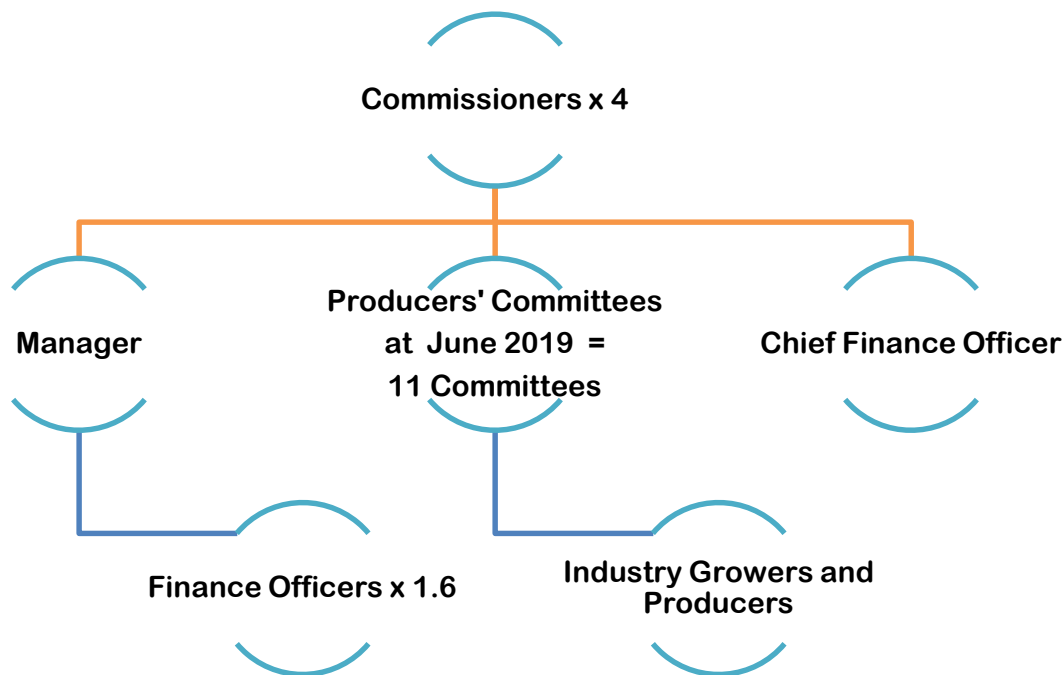 Commissioners x 4
Manager
Producers' Committees
at June 2019 =
11 Committees
Chief Finance Officer
Finance Officers x 1.6
Industry Growers and
Producers